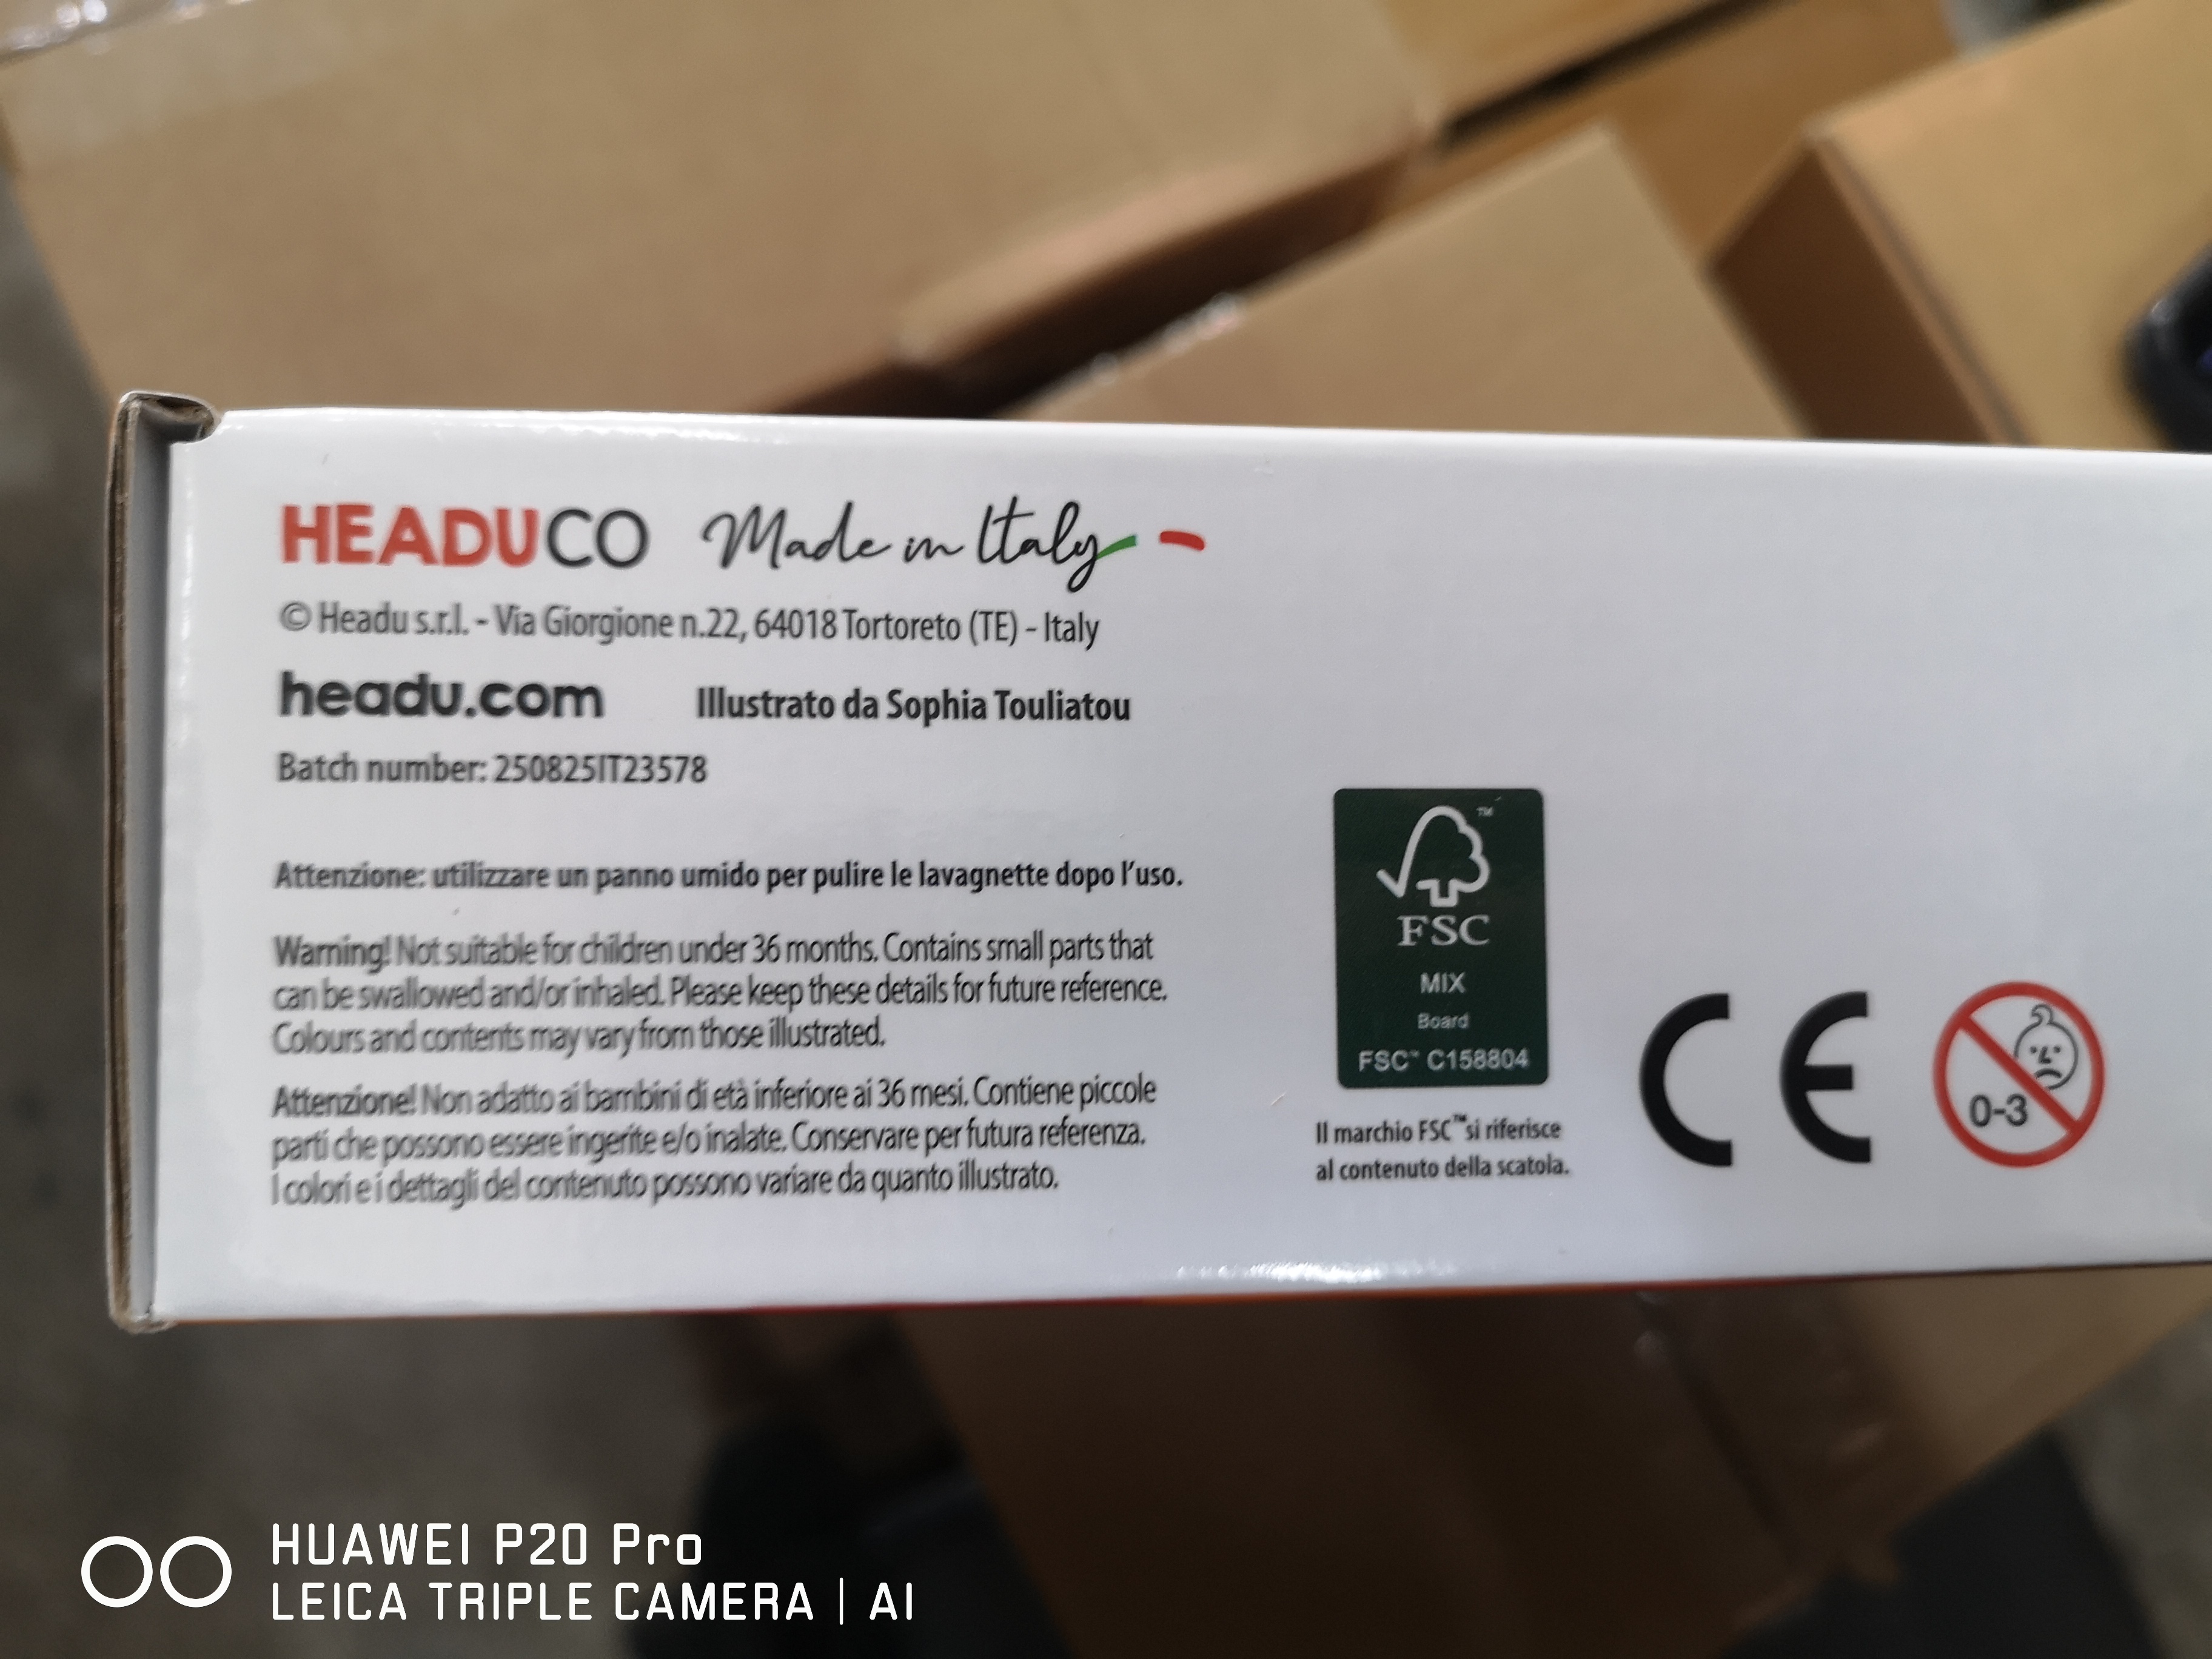 HEADUCO Made in Italy
© Headu s.r.l. - Via Giorgione n.22, 64018 Tortoreto (TE) - Italy
headu.com Illustrato da Sophia Touliatou
Batch number: 250825IT23578
Attenzione: utilizzare un panno umido per pulire le lavagnette dopo l'uso.
Warning! Not suitable for children under 36 months. Contains small parts that
can be swallowed and/or inhaled. Please keep these details for future reference.
Colours and contents may vary from those illustrated.
Attenzione! Non adatto ai bambini di età inferiore ai 36 mesi. Contiene piccole
parti che possono essere ingerite e/o inalate. Conservare per futura referenza.
I colori e i dettagli del contenuto possono variare da quanto illustrato.
™
FSC
MIX
Board
FSC™ C158804
Il marchio FSC™ si riferisce
al contenuto della scatola.
CE
0-3
HUAWEI P20 Pro
LEICA TRIPLE CAMERA | AI